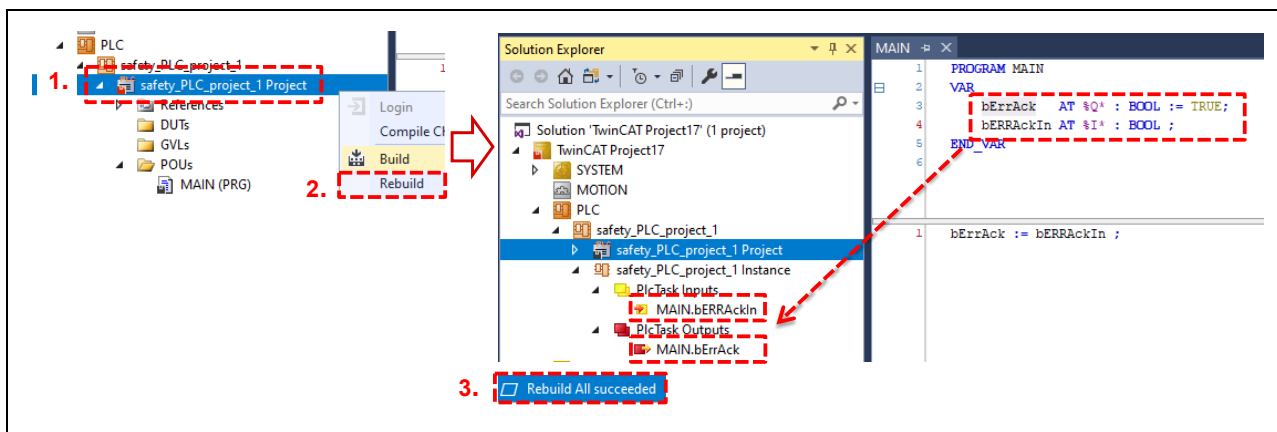 PLC
safety_PLC_project_1
1.
safety_PLC_project_1 Project
References
DUTs
GVLs
POUs
MAIN (PRG)
1
Login
Compile
Build
2.
Rebuild
Solution Explorer
Search Solution Explorer (Ctrl+:)
Solution 'TwinCAT Project17' (1 project)
TwinCAT Project17
SYSTEM
MOTION
PLC
safety_PLC_project_1
safety_PLC_project_1 Project
safety_PLC_project_1 Instance
PlcTask Inputs
MAIN.bERRAckIn
PlcTask Outputs
MAIN.bErrAck
3.
Rebuild All succeeded
MAIN
1 PROGRAM MAIN
2 VAR
3 bErrAck AT %Q* : BOOL := TRUE;
4 bERRAckIn AT %I* : BOOL ;
5 END_VAR
6
1 bErrAck := bERRAckIn ;